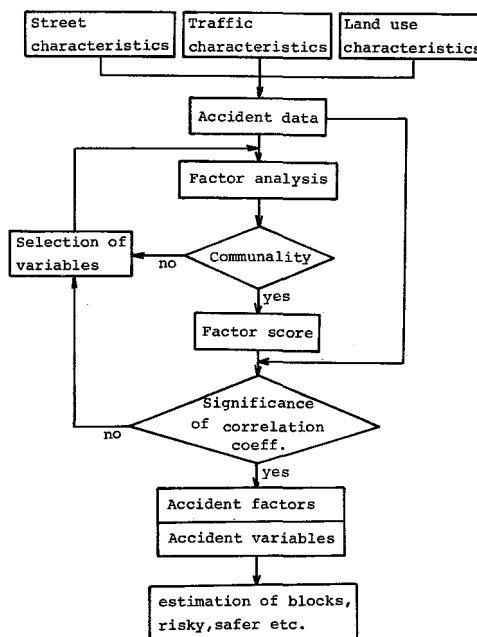 Street
characteristics
Traffic
characteristics
Land use
characteristics
Accident data
Factor analysis
Selection of
variables
no
Communality
yes
Factor score
Significance
of correlation
coeff.
no
yes
Accident factors
Accident variables
estimation of blocks,
risky,safer etc.